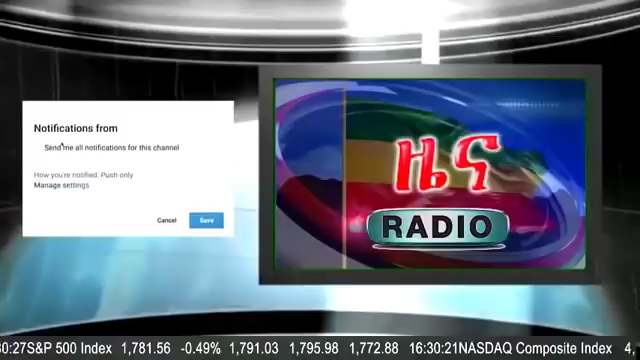 Notifications from
Send me all notifications for this channel
How you're notified: Push only
Manage settings
Cancel
Save
ዜና
RADIO
30:27S&P 500 Index 1,781.56 -0.49% 1,791.03 1,795.98 1,772.88 16:30:21NASDAQ Composite Index 4,